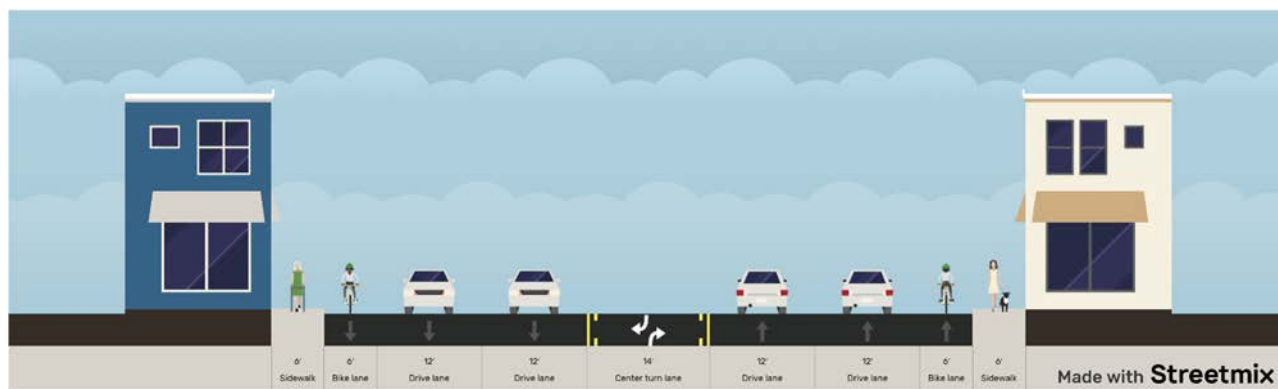 6' 6' 12' 12' 14' 12' 12' 6' 6'
Sidewalk Bike lane Drive lane Drive lane Center turn lane Drive lane Drive lane Bike lane Sidewalk
Made with Streetmix